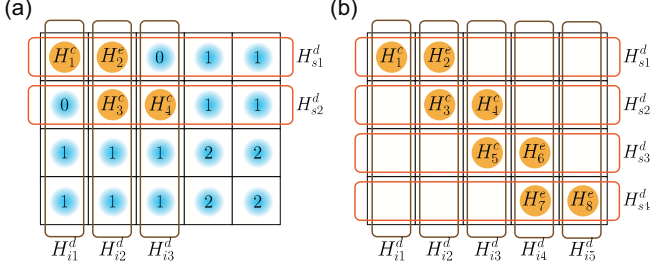 (a)
H_1^c H_2^e 0 1 1 H_{s1}^d
0 H_3^c H_4^c 1 1 H_{s2}^d
1 1 1 2 2
1 1 1 2 2
H_{i1}^d H_{i2}^d H_{i3}^d
(b)
H_1^c H_2^e H_{s1}^d
H_3^c H_4^c H_{s2}^d
H_5^c H_6^e H_{s3}^d
H_7^e H_8^e H_{s4}^d
H_{i1}^d H_{i2}^d H_{i3}^d H_{i4}^d H_{i5}^d